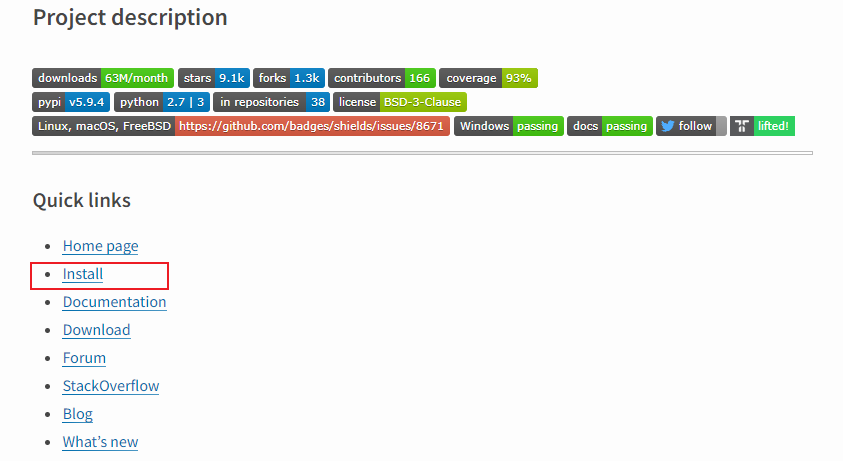 Project description
downloads 63M/month stars 9.1k forks 1.3k contributors 166 coverage 93%
pypi v5.9.4 python 2.7 | 3 in repositories 38 license BSD-3-Clause
Linux, macOS, FreeBSD https://github.com/badges/shields/issues/8671 Windows passing docs passing follow lifted!
Quick links
Home page
Install
Documentation
Download
Forum
StackOverflow
Blog
What’s new